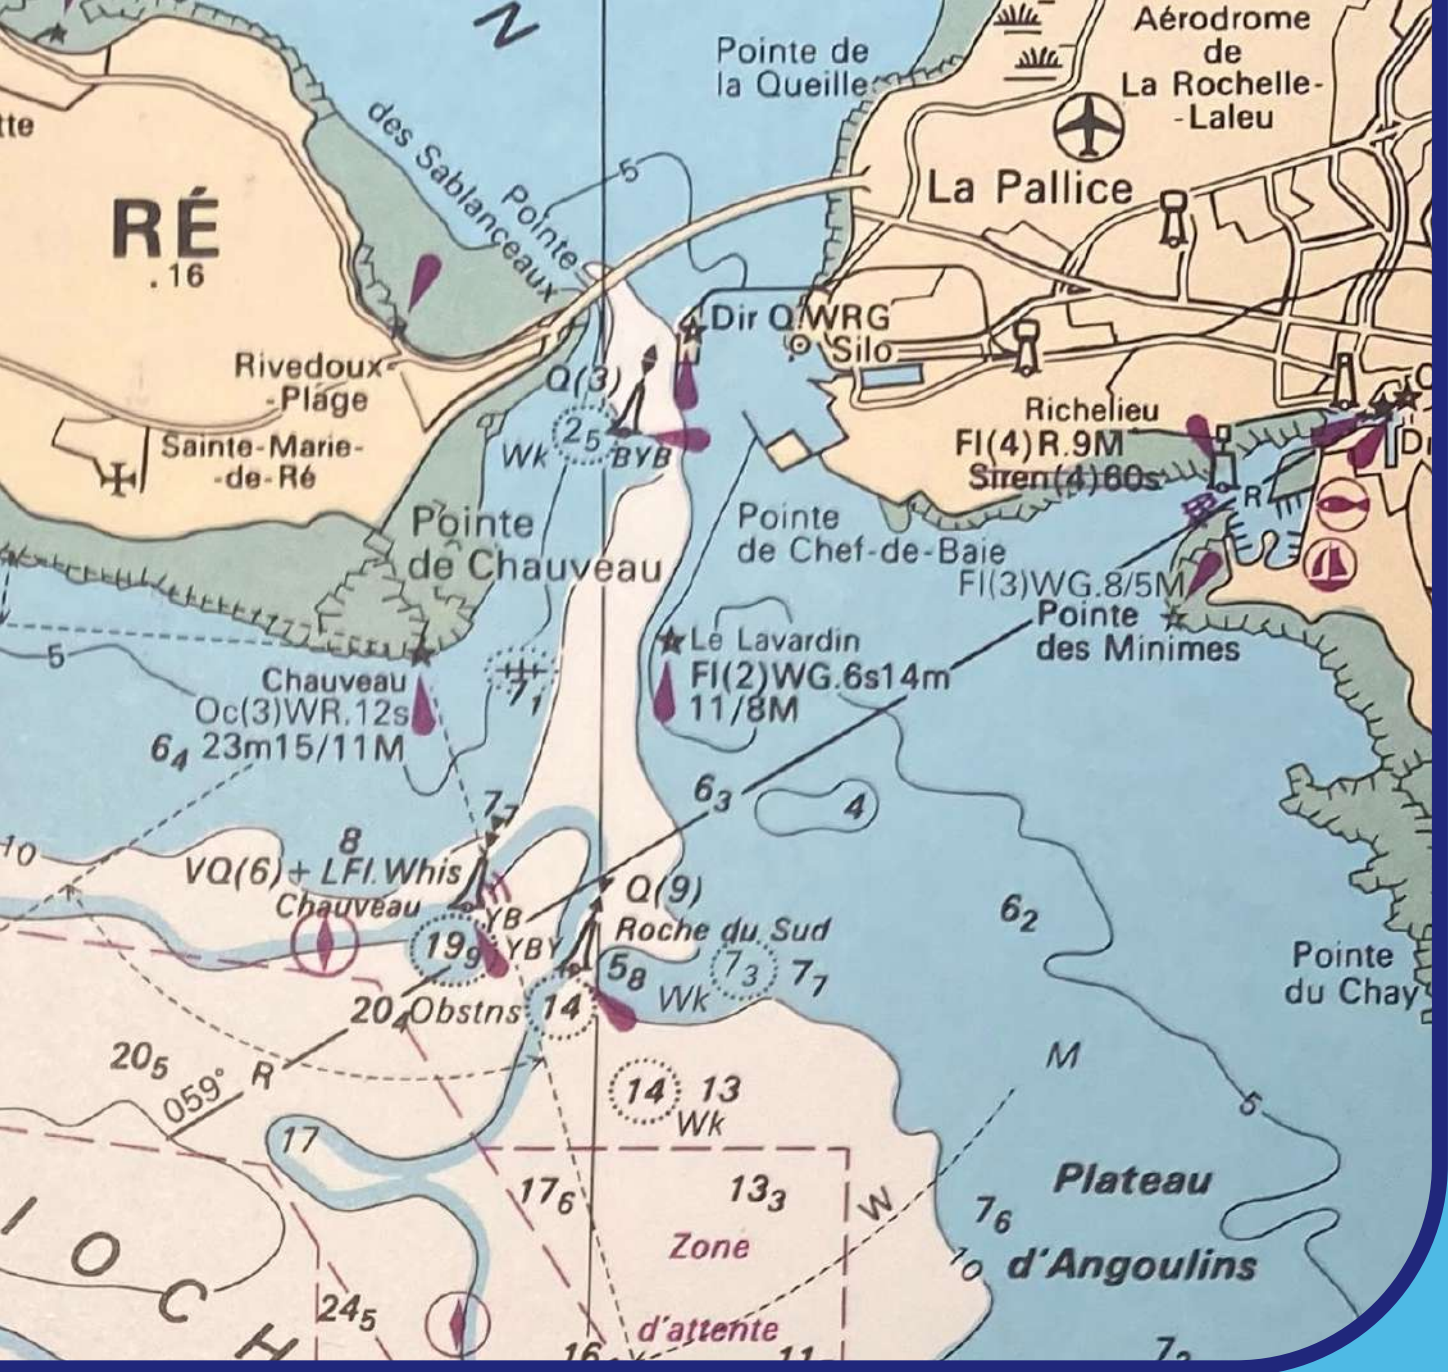 N
Aérodrome
de
La Rochelle-
-Laleu
Pointe de
la Queille
tte
des Sablanceaux
Pointe
5
La Pallice
RÉ
.16
Dir Q.WRG
Silo
Rivedoux
-Plage
Q(3)
Richelieu
Fl(4)R.9M
Siren(4)60s
Sainte-Marie-
-de-Ré
Wk
25
BYB
R
Pointe
de Chauveau
Pointe
de Chef-de-Baie
Fl(3)WG.8/5M
Pointe
des Minimes
5
Le Lavardin
Fl(2)WG.6s14m
11/8M
Chauveau
Oc(3)WR.12s
6₄ 23m15/11M
7₁
6₃
4
7₇
10
8
VQ(6)+ LFl.Whis
Chauveau
YB
Q(9)
6₂
Roche du Sud
19₉
YBY
5₈
Wk
7₃ 7₇
Pointe
du Chay
20₄
Obstns
14
20₅
059°
R
M
14 13
Wk
5
17
17₆
13₃
W
Plateau
7₆
d'Angoulins
Zone
10
I O C H
24₅
d'attente
16
11
7₂